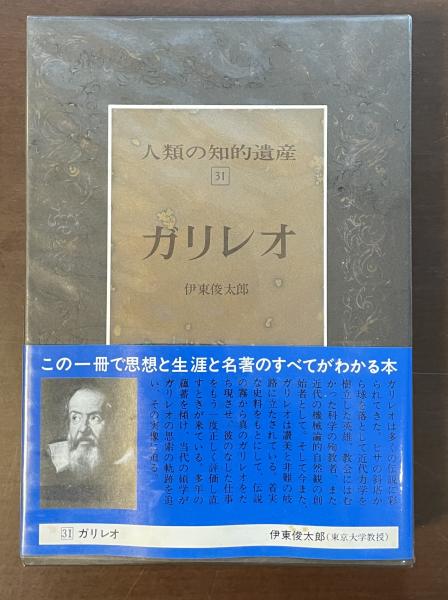 人類の知的遺産
31
ガリレオ
伊東俊太郎
この一冊で思想と生涯と名著のすべてがわかる本
ガリレオは多くの伝説に彩
られてきた。ピサの斜塔か
ら球を落として近代力学を
樹立した英雄、教会にはむ
かった科学の殉教者、また
近代の機械論的自然観の創
始者として。そして今また、
ガリレオは讃美と非難の岐
路に立たされている。着実
な史料をもとにして、伝説
の霧から真のガリレオをた
ち現させ、彼のなした仕事
をもう一度正しく評価し直
すときが来ている。多年の
蘊蓄を傾け、当代の碩学が
ガリレオの思索の軌跡を追
い、その実像に迫る。
31 ガリレオ
伊東俊太郎(東京大学教授)